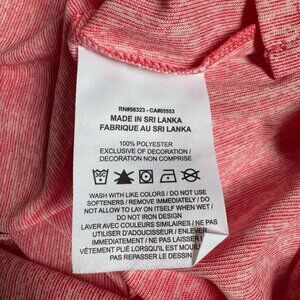 RN#56323 - CA#05553
MADE IN SRI LANKA
FABRIQUE AU SRI LANKA
100% POLYESTER
EXCLUSIVE OF DECORATION /
DECORATION NON COMPRISE
WASH WITH LIKE COLORS / DO NOT USE
SOFTENERS / REMOVE IMMEDIATELY / DO
NOT ALLOW TO LAY ON ITSELF WHEN WET /
DO NOT IRON DESIGN
LAVER AVEC COULEURS SIMILAIRES / NE PAS
UTILISER D'ADOUCISSEUR / ENLEVER
IMMÉDIATEMENT / NE PAS LAISSER LE
VÊTEMENT PLIÉ LORSQU'IL EST MOUILLÉ
PAS REPASSER LE DESSIN